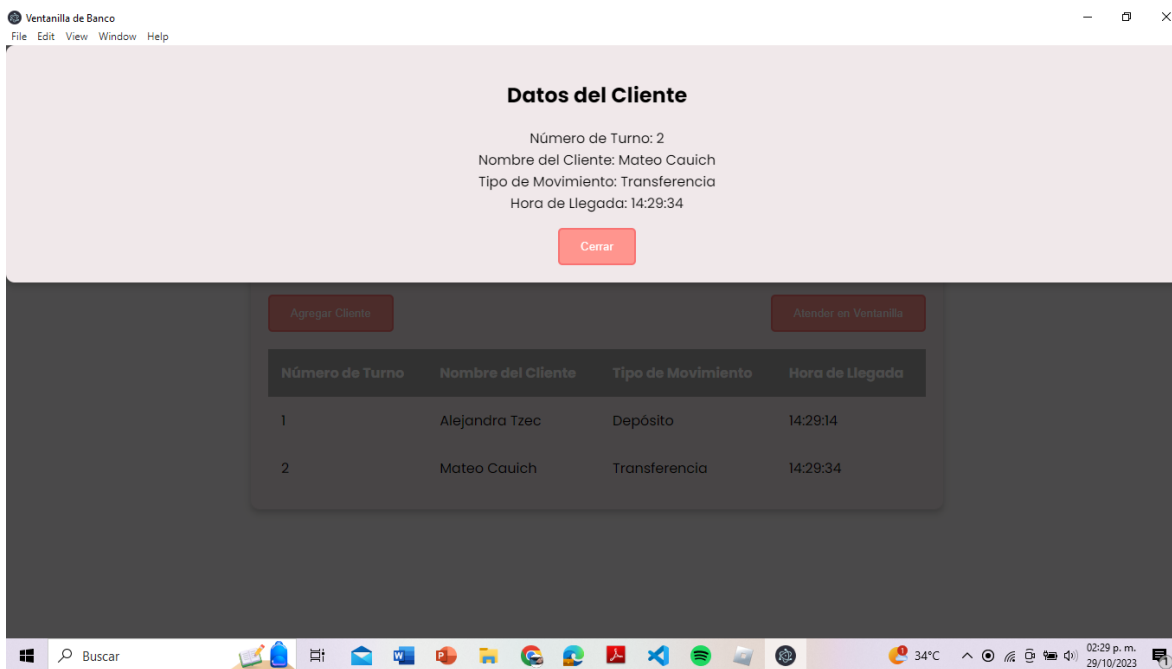 Ventanilla de Banco
File Edit View Window Help
Datos del Cliente
Número de Turno: 2
Nombre del Cliente: Mateo Cauich
Tipo de Movimiento: Transferencia
Hora de Llegada: 14:29:34
Cerrar
Agregar Cliente Atender en Ventanilla
Número de Turno Nombre del Cliente Tipo de Movimiento Hora de Llegada
1 Alejandra Tzec Depósito 14:29:14
2 Mateo Cauich Transferencia 14:29:34
Buscar 34°C 02:29 p. m.
29/10/2023